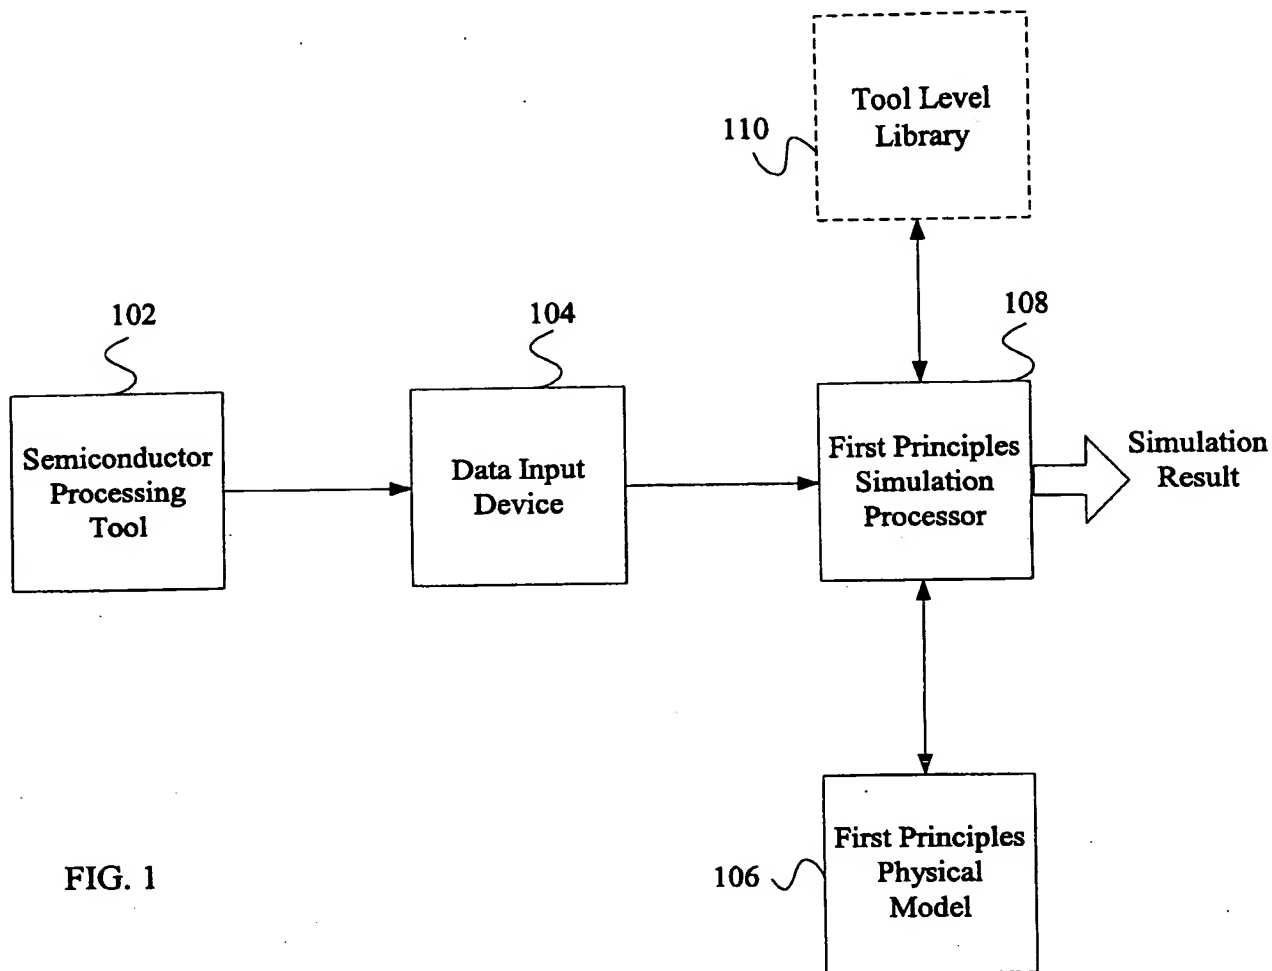 Tool Level
Library
110
102
104
108
Semiconductor
Processing
Tool
Data Input
Device
First Principles
Simulation
Processor
Simulation
Result
First Principles
Physical
Model
106
FIG. 1